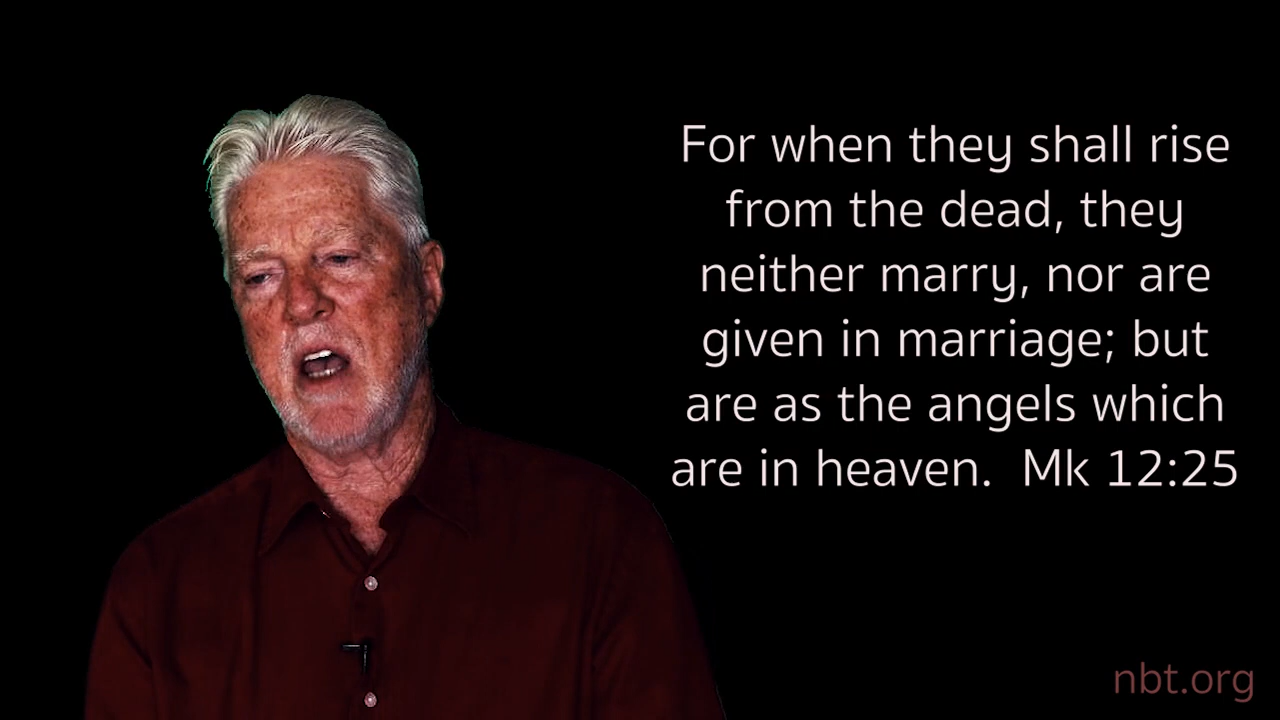 For when they shall rise
from the dead, they
neither marry, nor are
given in marriage; but
are as the angels which
are in heaven.  Mk 12:25
nbt.org